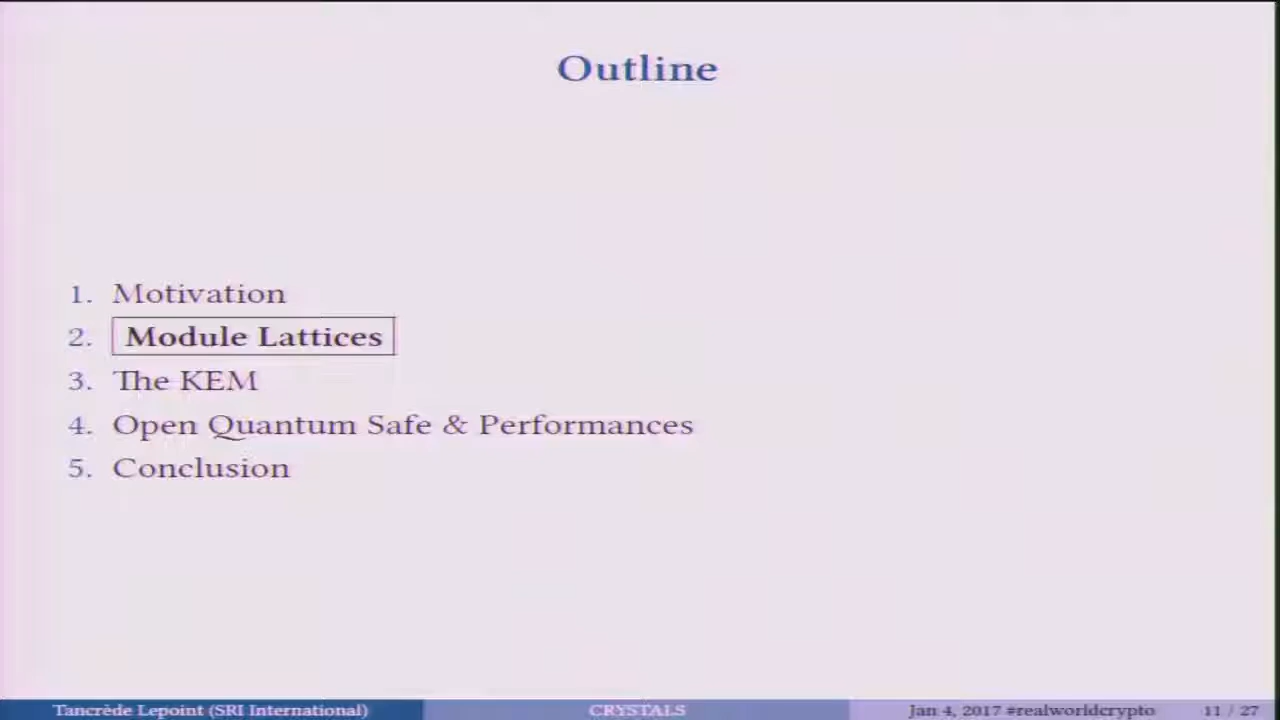 Outline
1. Motivation
2. Module Lattices
3. The KEM
4. Open Quantum Safe & Performances
5. Conclusion
Tancrède Lepoint (SRI International) CRYSTALS Jan 4, 2017 #realworldcrypto 11 / 27